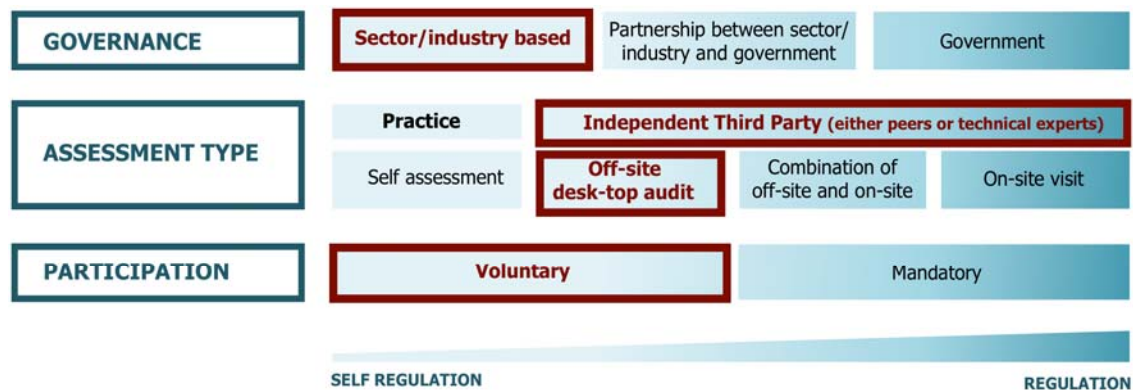 GOVERNANCE
Sector/industry based
Partnership between sector/
industry and government
Government
ASSESSMENT TYPE
Practice
Independent Third Party (either peers or technical experts)
Self assessment
Off-site
desk-top audit
Combination of
off-site and on-site
On-site visit
PARTICIPATION
Voluntary
Mandatory
SELF REGULATION
REGULATION